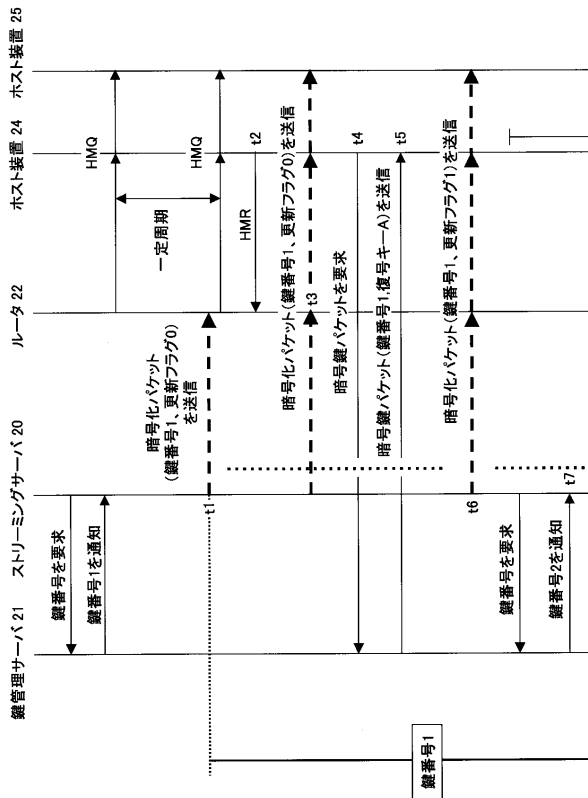 鍵管理サーバ 21
ストリーミングサーバ 20
ルータ 22
ホスト装置 24
ホスト装置 25
鍵番号を要求
鍵番号1を通知
HMQ
一定周期
HMQ
t1
暗号化パケット
(鍵番号1、更新フラグ0)
を送信
t2
HMR
暗号化パケット(鍵番号1、更新フラグ0)を送信
t3
暗号鍵パケットを要求
t4
暗号鍵パケット(鍵番号1,復号キーA)を送信
t5
暗号化パケット(鍵番号1、更新フラグ1)を送信
t6
鍵番号を要求
鍵番号2を通知
t7
鍵番号1